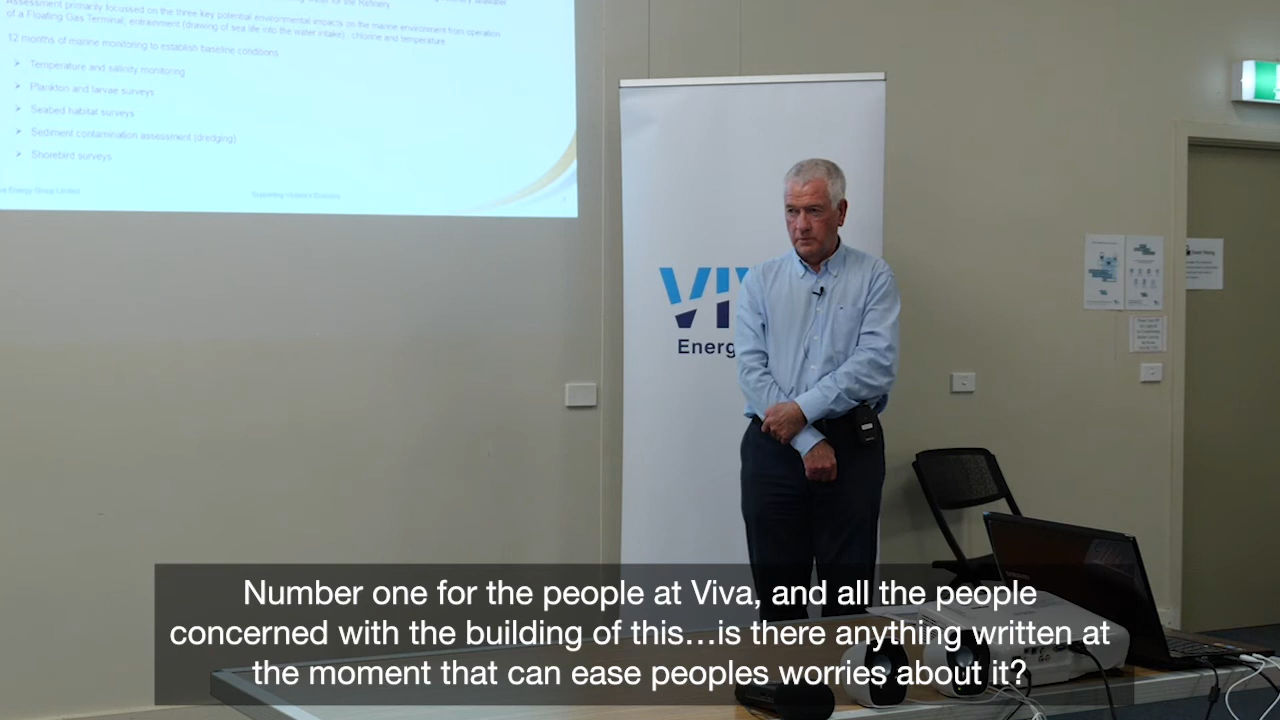 Assessment primarily focussed on the three key potential environmental impacts on the marine environment from operation
of a Floating Gas Terminal; entrainment (drawing of sea life into the water intake), chlorine and temperature
12 months of marine monitoring to establish baseline conditions
Temperature and salinity monitoring
Plankton and larvae surveys
Seabed habitat surveys
Sediment contamination assessment (dredging)
Shorebird surveys
Energy Group Limited
VIV
Energ
Number one for the people at Viva, and all the people
concerned with the building of this…is there anything written at
the moment that can ease peoples worries about it?